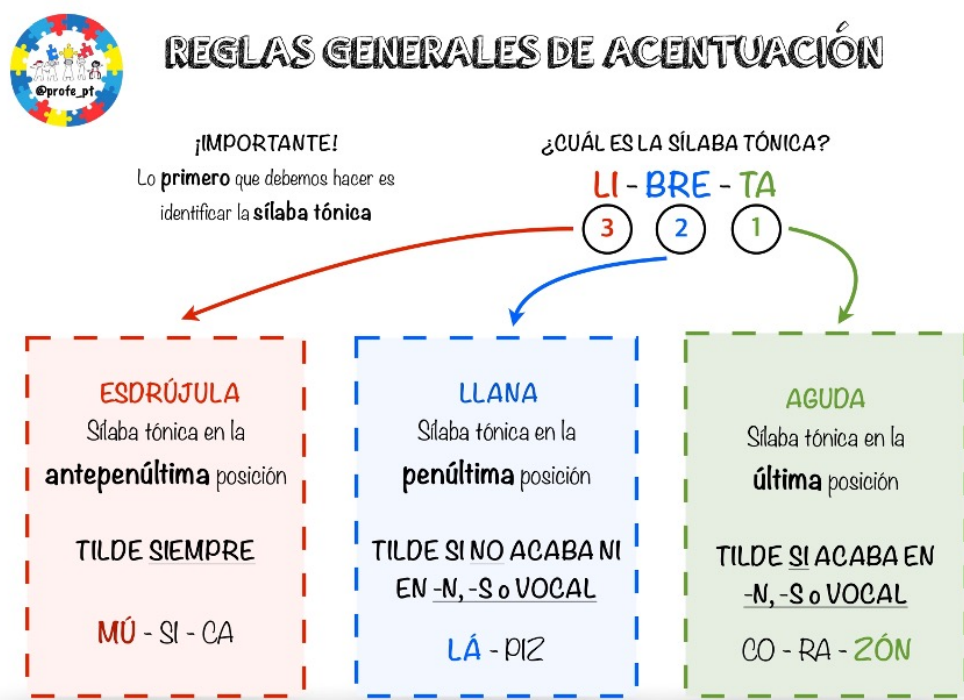 @profe_pt
REGLAS GENERALES DE ACENTUACIÓN
¡IMPORTANTE!
Lo primero que debemos hacer es
identificar la sílaba tónica
¿CUÁL ES LA SÍLABA TÓNICA?
LI - BRE - TA
3 2 1
ESDRÚJULA
Sílaba tónica en la
antepenúltima posición
TILDE SIEMPRE
MÚ - SI - CA
LLANA
Sílaba tónica en la
penúltima posición
TILDE SI NO ACABA NI
EN -N, -S o VOCAL
LÁ - PIZ
AGUDA
Sílaba tónica en la
última posición
TILDE SI ACABA EN
-N, -S o VOCAL
CO - RA - ZÓN